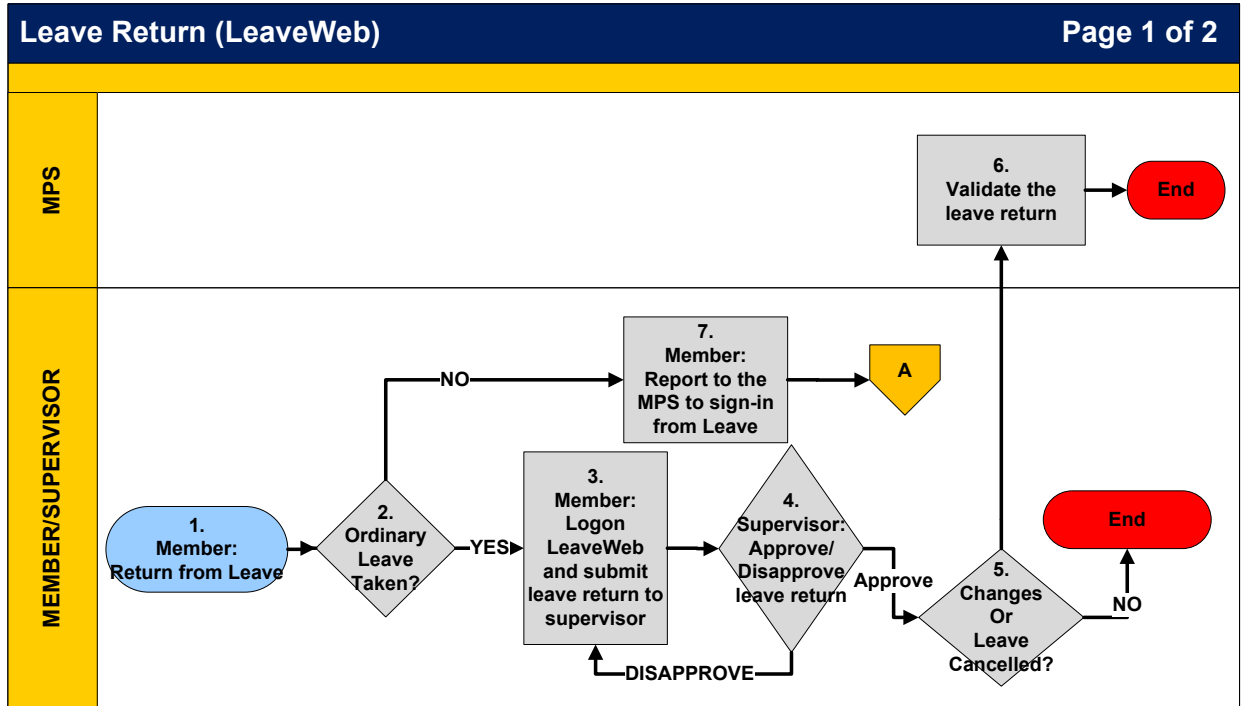 Leave Return (LeaveWeb)
Page 1 of 2
MPS
6.
Validate the
leave return
End
MEMBER/SUPERVISOR
7.
Member:
Report to the
MPS to sign-in
from Leave
A
NO
1.
Member:
Return from Leave
2.
Ordinary
Leave
Taken?
YES
3.
Member:
Logon
LeaveWeb
and submit
leave return to
supervisor
4.
Supervisor:
Approve/
Disapprove
leave return
DISAPPROVE
Approve
5.
Changes
Or
Leave
Cancelled?
NO
End